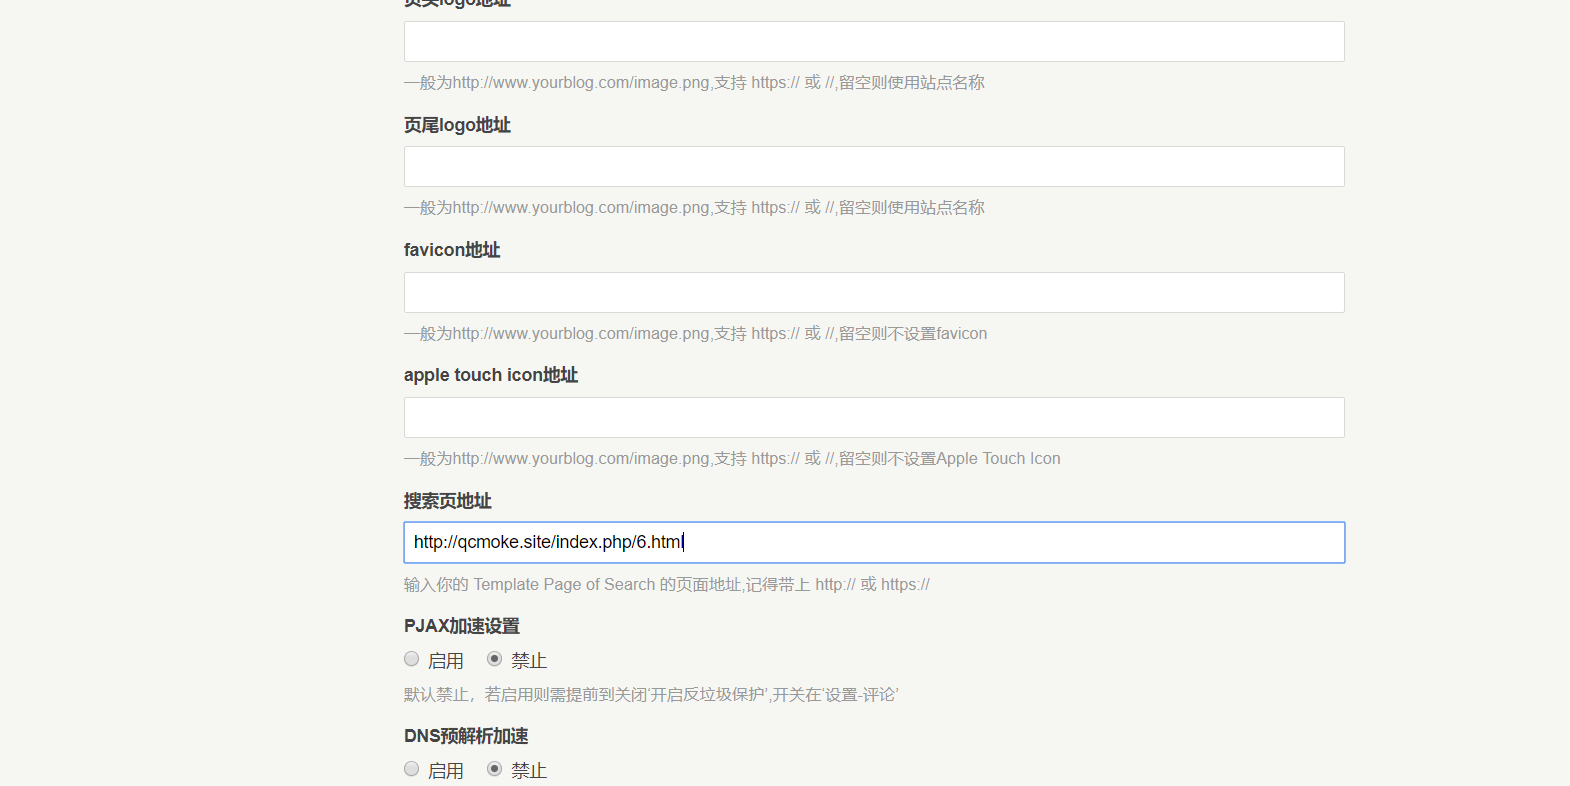 页头logo地址
一般为http://www.yourblog.com/image.png,支持 https:// 或 //,留空则使用站点名称
页尾logo地址
一般为http://www.yourblog.com/image.png,支持 https:// 或 //,留空则使用站点名称
favicon地址
一般为http://www.yourblog.com/image.png,支持 https:// 或 //,留空则不设置favicon
apple touch icon地址
一般为http://www.yourblog.com/image.png,支持 https:// 或 //,留空则不设置Apple Touch Icon
搜索页地址
http://qcmoke.site/index.php/6.html
输入你的 Template Page of Search 的页面地址,记得带上 http:// 或 https://
PJAX加速设置
启用 禁止
默认禁止，若启用则需提前到关闭‘开启反垃圾保护’,开关在‘设置-评论’
DNS预解析加速
启用 禁止